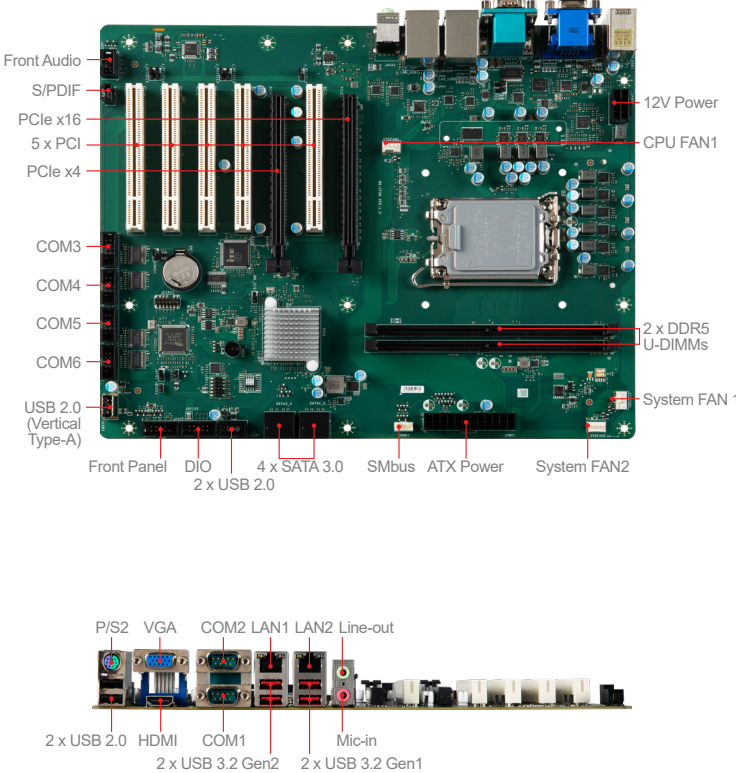 Front Audio
S/PDIF
PCIe x16
5 x PCI
PCIe x4
12V Power
CPU FAN1
COM3
COM4
COM5
COM6
2 x DDR5
U-DIMMs
USB 2.0
(Vertical
Type-A)
System FAN 1
Front Panel DIO 4 x SATA 3.0 SMbus ATX Power System FAN2
2 x USB 2.0
P/S2 VGA COM2 LAN1 LAN2 Line-out
2 x USB 2.0 HDMI COM1 Mic-in
2 x USB 3.2 Gen2 2 x USB 3.2 Gen1